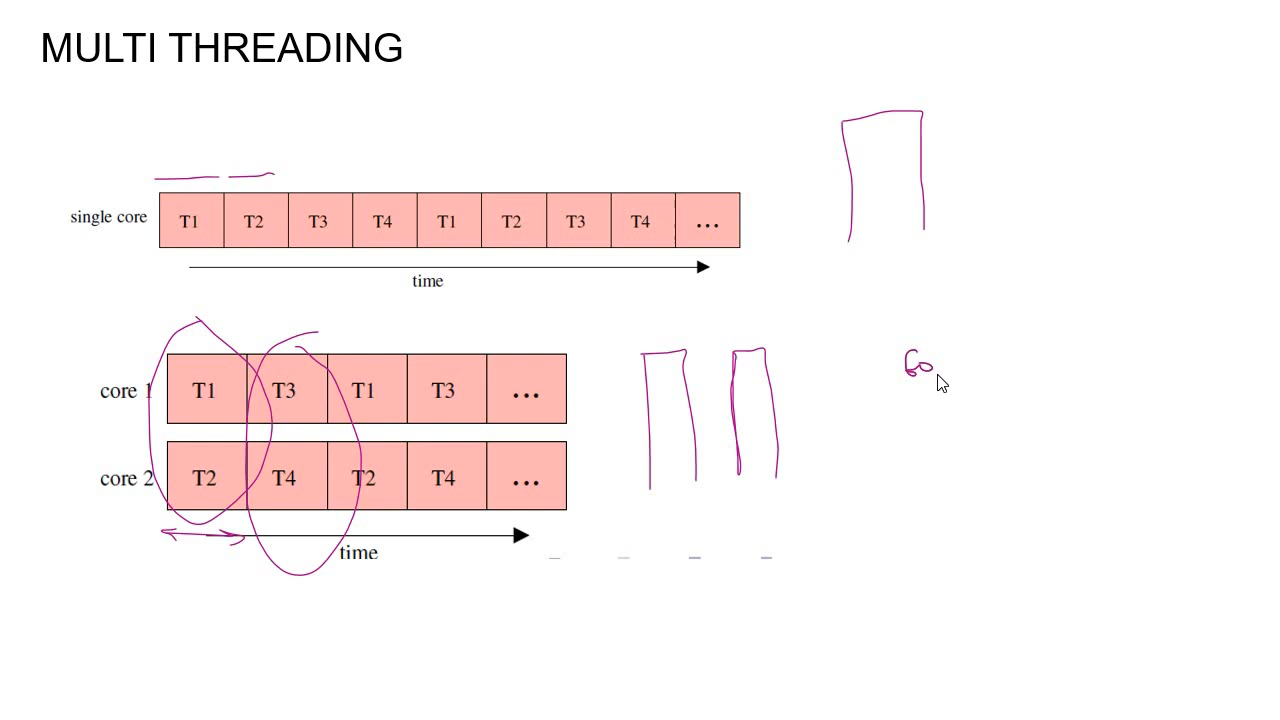 MULTI THREADING
single core T1 T2 T3 T4 T1 T2 T3 T4 ...
time
core 1 T1 T3 T1 T3 ...
core 2 T2 T4 T2 T4 ...
time